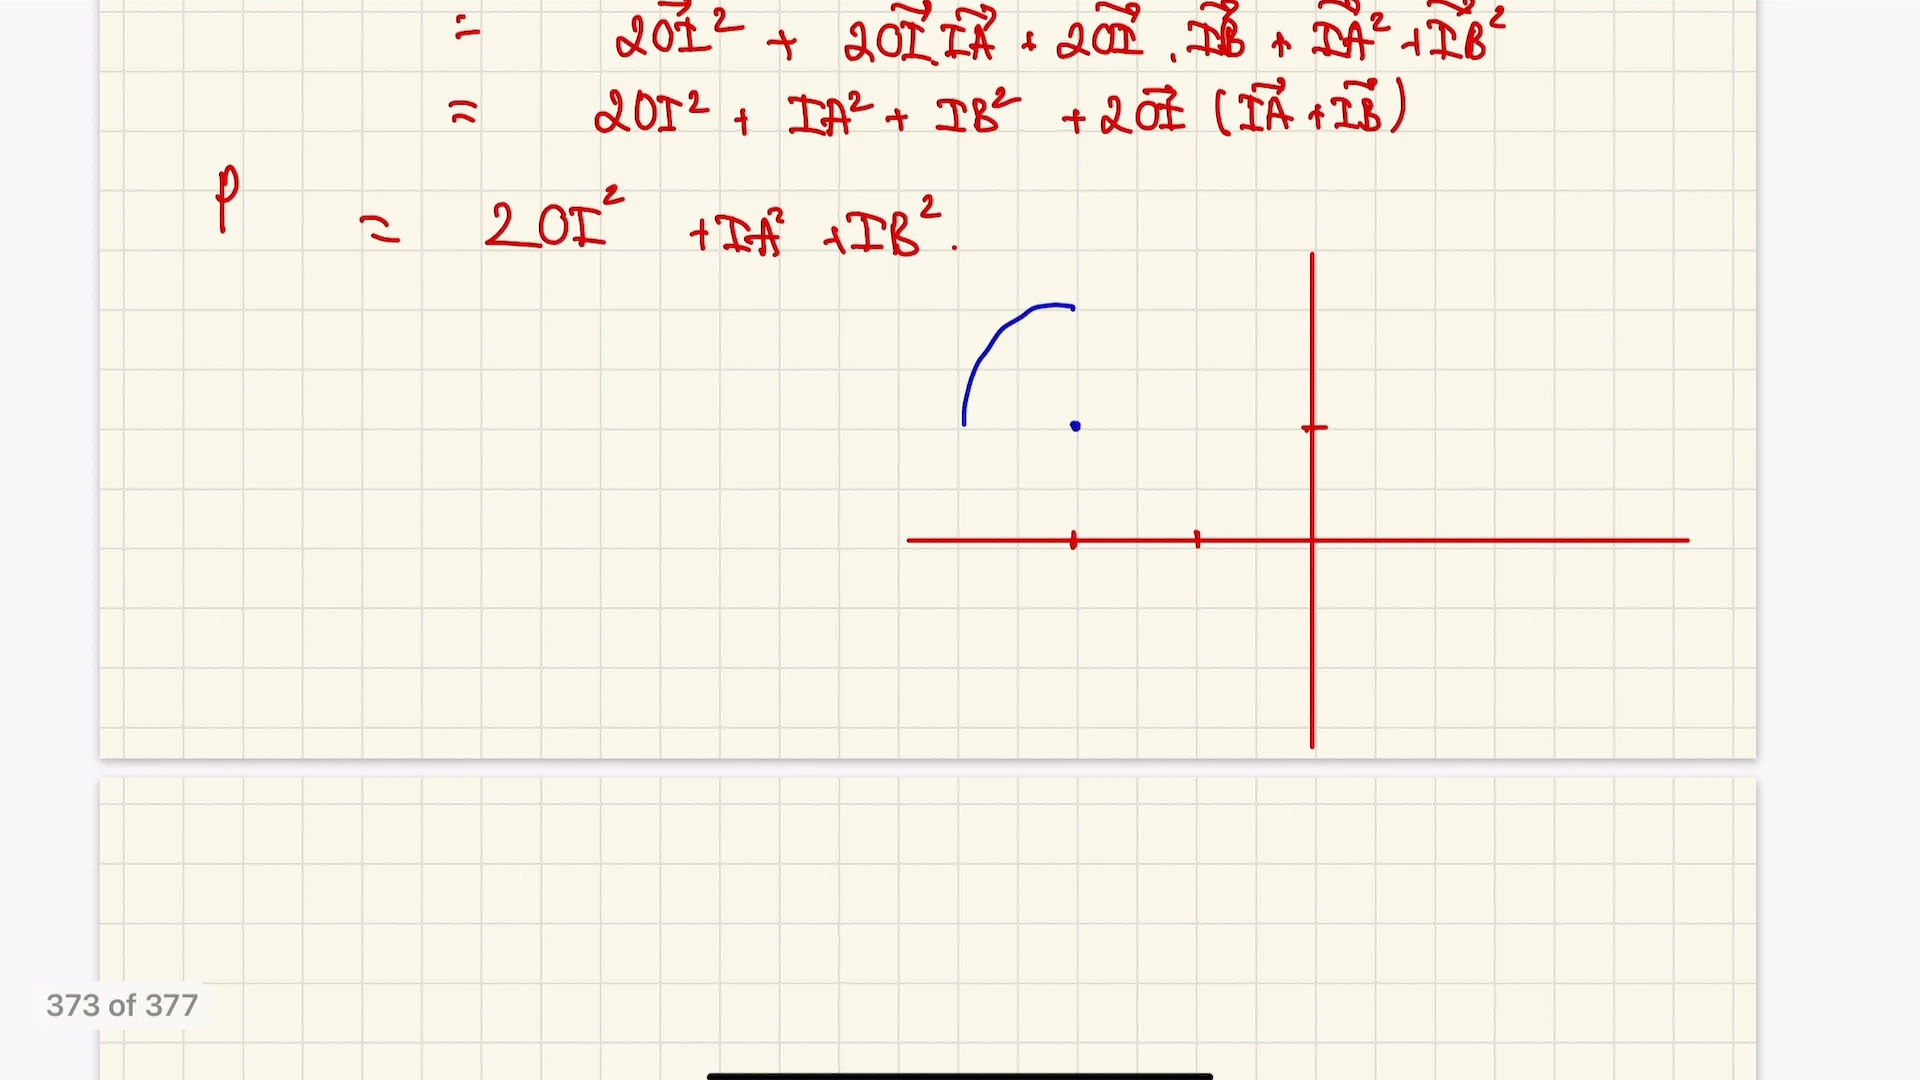 = 2OI⃗² + 2OI⃗.IA⃗ + 2OI⃗ . IB⃗ + IA⃗² + IB⃗²
= 2OI² + IA² + IB² + 2OI⃗ (IA⃗ + IB⃗)
P
= 2OI² + IA² + IB².
373 of 377